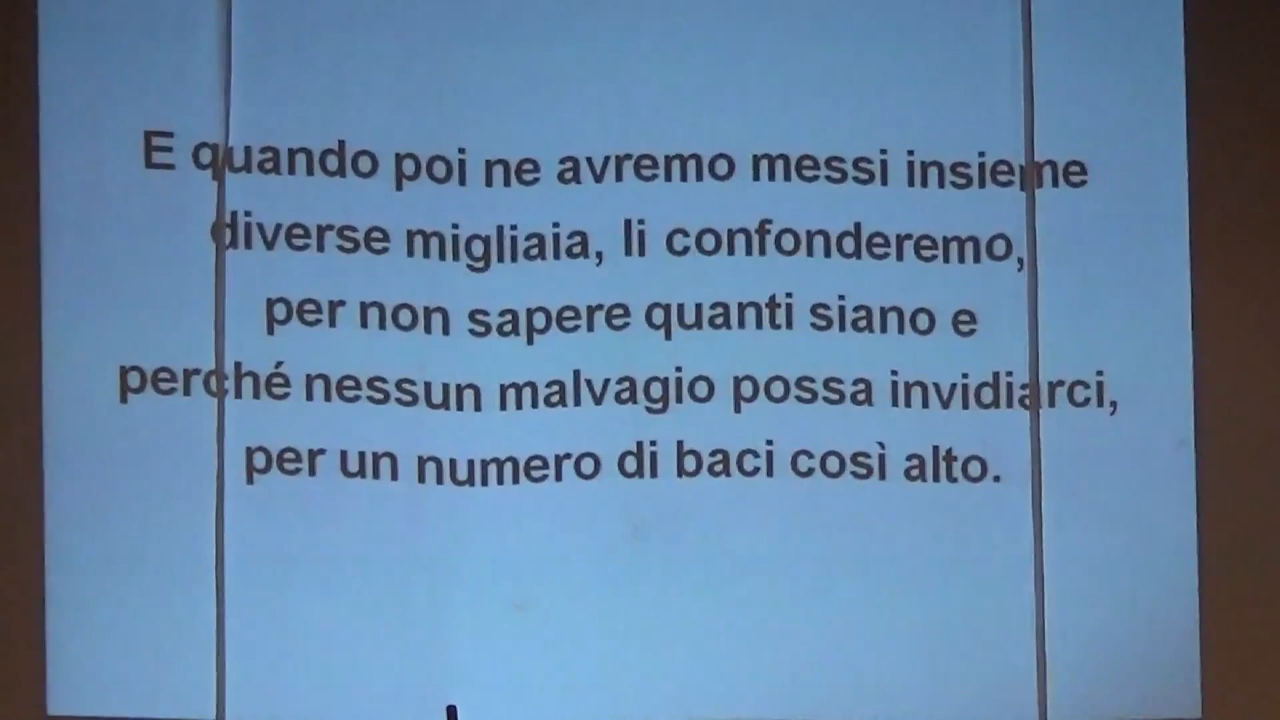 E quando poi ne avremo messi insieme
diverse migliaia, li confonderemo,
per non sapere quanti siano e
perché nessun malvagio possa invidiarci,
per un numero di baci così alto.